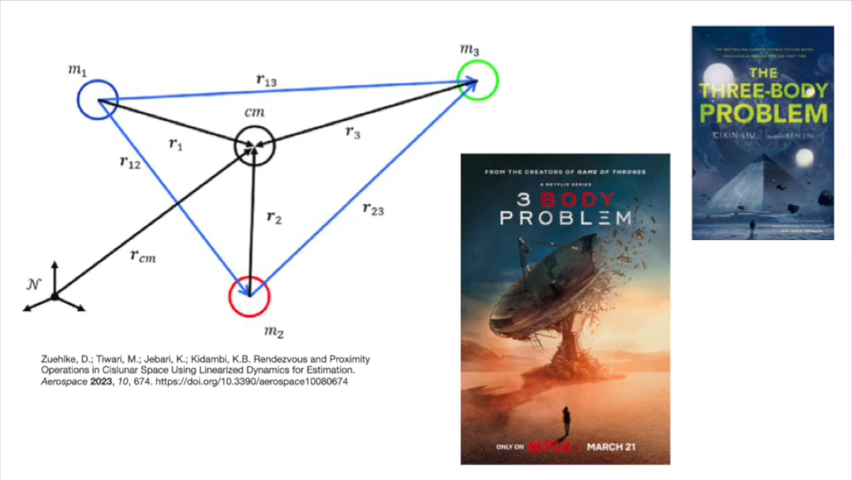 m₁
r₁₃
m₃
cm
r₁
r₃
r₁₂
r₂
r₂₃
r_cm
𝒩
m₂
Zuehlke, D.; Tiwari, M.; Jebari, K.; Kidambi, K.B. Rendezvous and Proximity
Operations in Cislunar Space Using Linearized Dynamics for Estimation.
Aerospace 2023, 10, 674. https://doi.org/10.3390/aerospace10080674
FROM THE CREATORS OF GAME OF THRONES
A NETFLIX SERIES
3 BODY
PROBLEM
ONLY ON NETFLIX | MARCH 21
THE
THREE-BODY
PROBLEM
CIXIN LIU KEN LIU